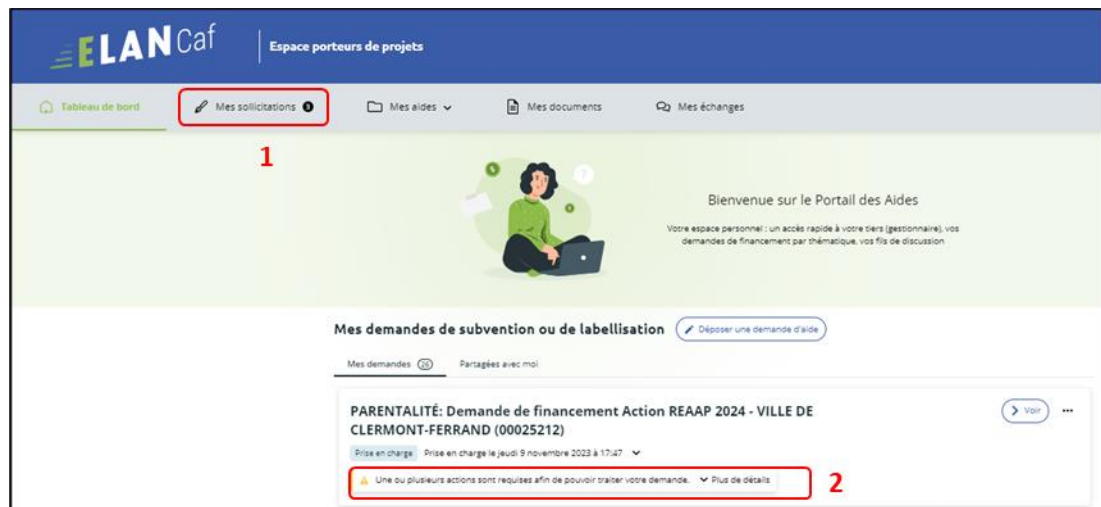 ELAN Caf
Espace porteurs de projets
Tableau de bord
Mes sollicitations
Mes aides
Mes documents
Mes échanges
1
?
Bienvenue sur le Portail des Aides
Votre espace personnel : un accès rapide à votre tiers (gestionnaire), vos
demandes de financement par thématique, vos fils de discussion
Mes demandes de subvention ou de labellisation
Déposer une demande d'aide
Mes demandes 26
Partagées avec moi
PARENTALITÉ: Demande de financement Action REAAP 2024 - VILLE DE
CLERMONT-FERRAND (00025212)
Voir
Prise en charge Prise en charge le jeudi 9 novembre 2023 à 17:47
Une ou plusieurs actions sont requises afin de pouvoir traiter votre demande. Plus de détails
2